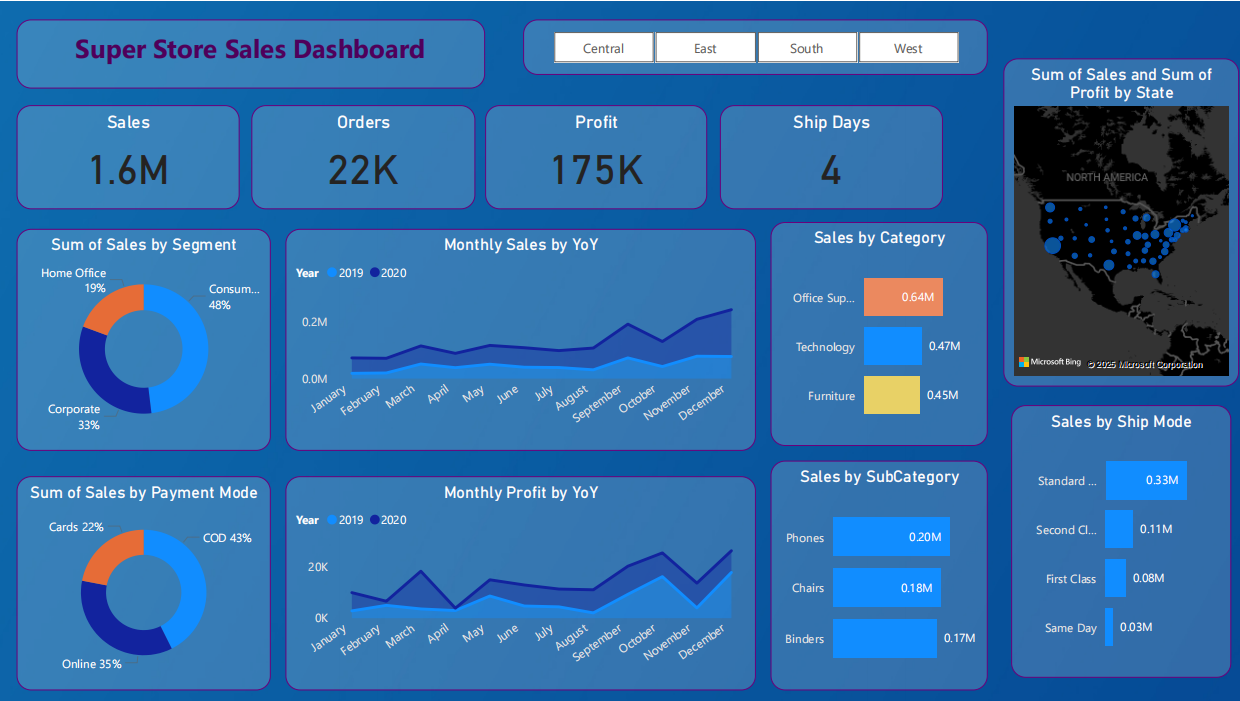 Super Store Sales Dashboard
Central
East
South
West
Sales
1.6M
Orders
22K
Profit
175K
Ship Days
4
Sum of Sales and Sum of
Profit by State
NORTH AMERICA
Microsoft Bing
© 2025 Microsoft Corporation
Sum of Sales by Segment
Home Office
19%
Consum...
48%
Corporate
33%
Monthly Sales by YoY
Year 2019 2020
0.2M
0.0M
January
February
March
April
May
June
July
August
September
October
November
December
Sales by Category
Office Sup... 0.64M
Technology 0.47M
Furniture 0.45M
Sales by Ship Mode
Standard ... 0.33M
Second Cl... 0.11M
First Class 0.08M
Same Day 0.03M
Sum of Sales by Payment Mode
Cards 22%
COD 43%
Online 35%
Monthly Profit by YoY
Year 2019 2020
20K
0K
January
February
March
April
May
June
July
August
September
October
November
December
Sales by SubCategory
Phones 0.20M
Chairs 0.18M
Binders 0.17M